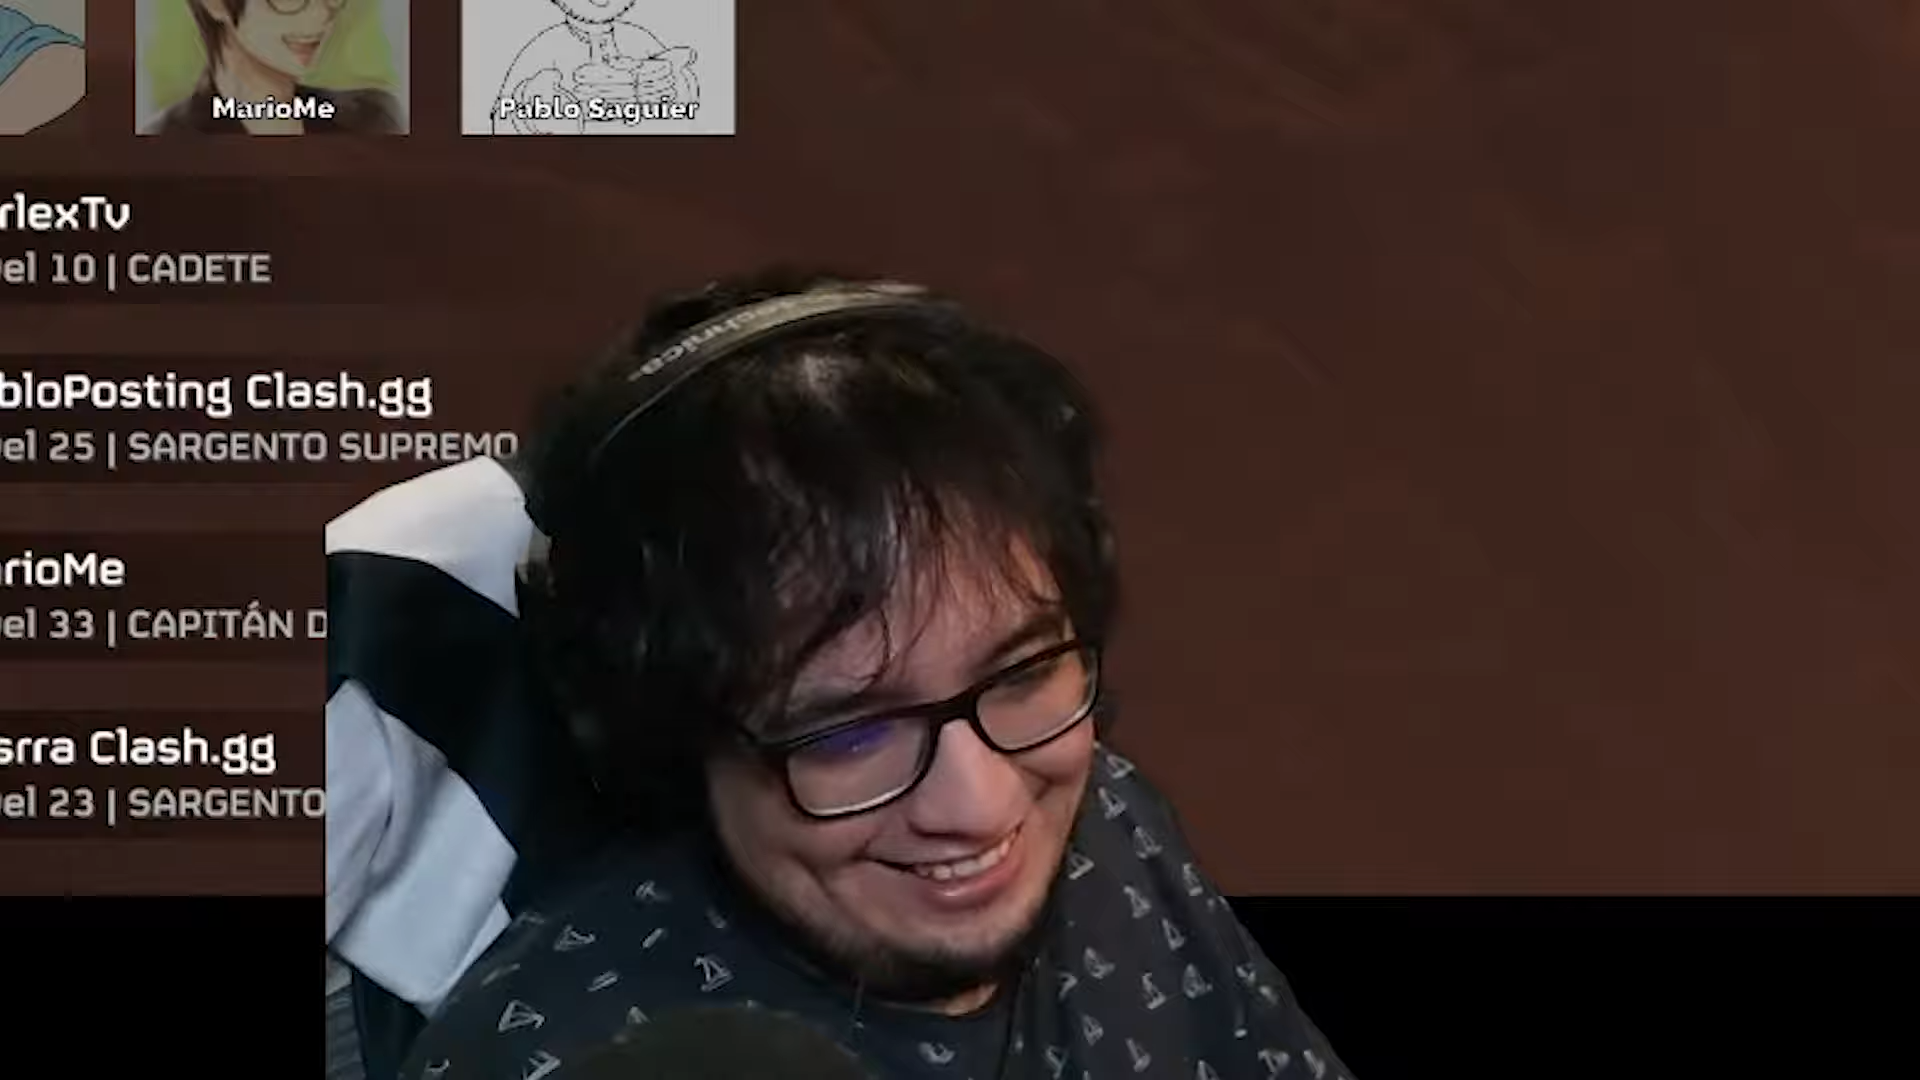 MarioMe
Pablo Saguier
rlexTv
el 10 | CADETE
bloPosting Clash.gg
el 25 | SARGENTO SUPREMO
rioMe
el 33 | CAPITÁN D
srra Clash.gg
el 23 | SARGENTO
technica